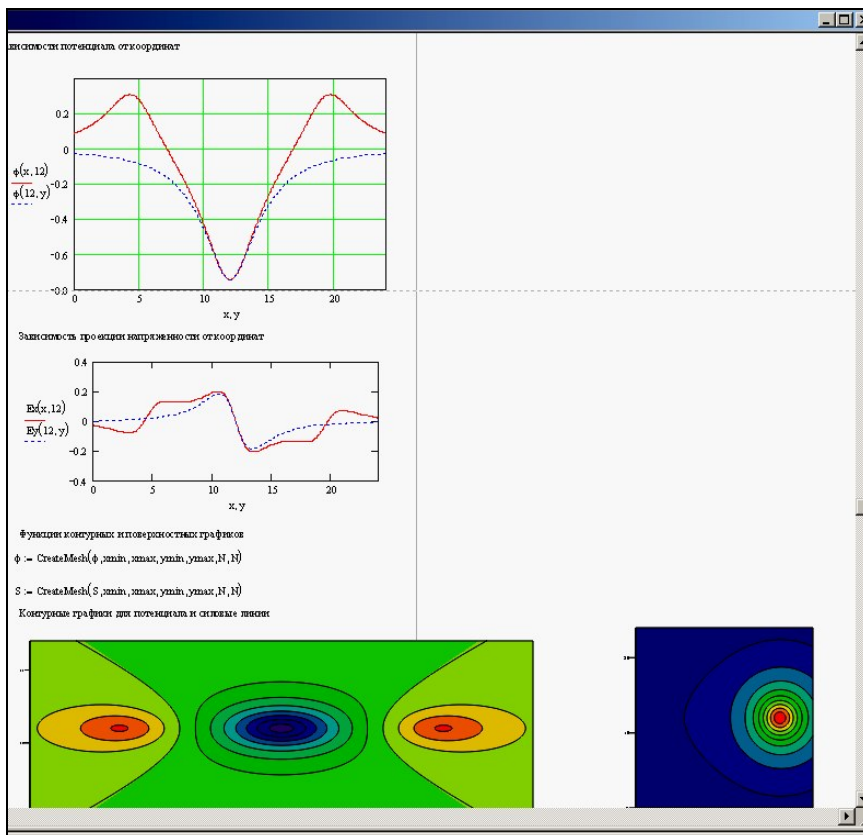 висимости потенциала от координат
0.2
0
ϕ(x,12)
-0.2
ϕ(12,y)
-0.4
-0.6
-0.8
0 5 10 15 20
x, y
Зависимость проекции напряженности от координат
0.4
0.2
Ex(x,12)
0
Ey(12,y)
-0.2
-0.4
0 5 10 15 20
x, y
Функции контурных и поверхностных графиков
ϕ := CreateMesh(ϕ,xmin,xmax,ymin,ymax,N,N)
S := CreateMesh(S,xmin,xmax,ymin,ymax,N,N)
Контурные графики для потенциала и силовые линии